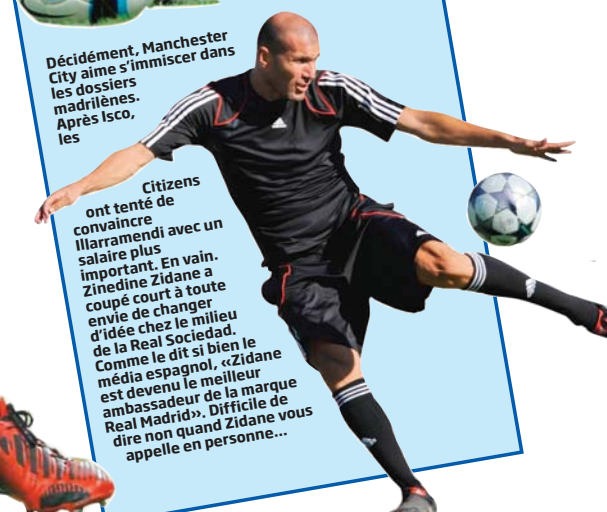 Décidément, Manchester
City aime s'immiscer dans
les dossiers
madrilènes.
Après Isco,
les
Citizens
ont tenté de
convaincre
Illarramendi avec un
salaire plus
important. En vain.
Zinedine Zidane a
coupé court à toute
envie de changer
d'idée chez le milieu
de la Real Sociedad.
Comme le dit si bien le
média espagnol, «Zidane
est devenu le meilleur
ambassadeur de la marque
Real Madrid». Difficile de
dire non quand Zidane vous
appelle en personne...